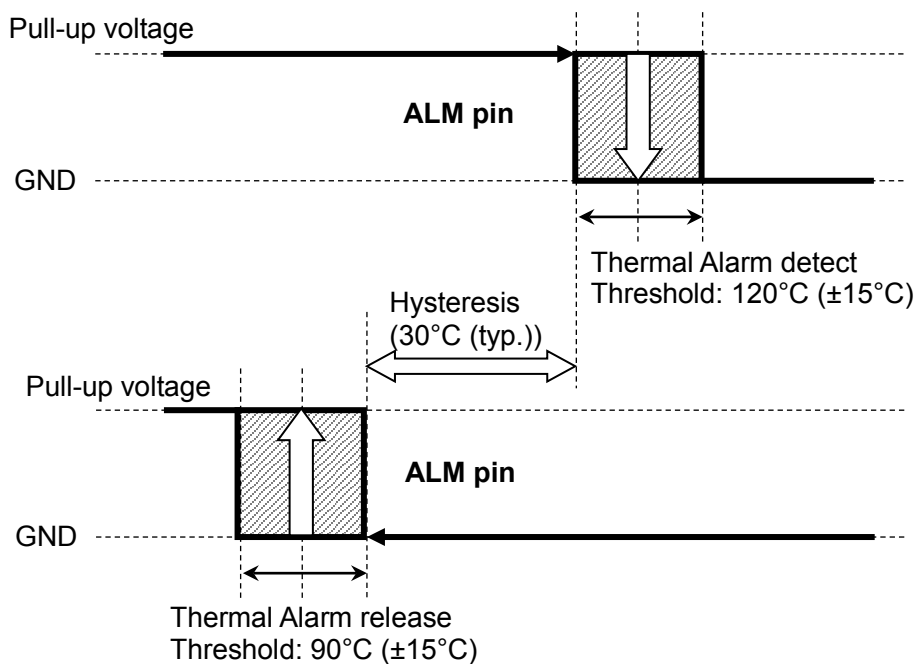 Pull-up voltage
ALM pin
GND
Thermal Alarm detect
Threshold: 120°C (±15°C)
Hysteresis
(30°C (typ.))
Pull-up voltage
ALM pin
GND
Thermal Alarm release
Threshold: 90°C (±15°C)